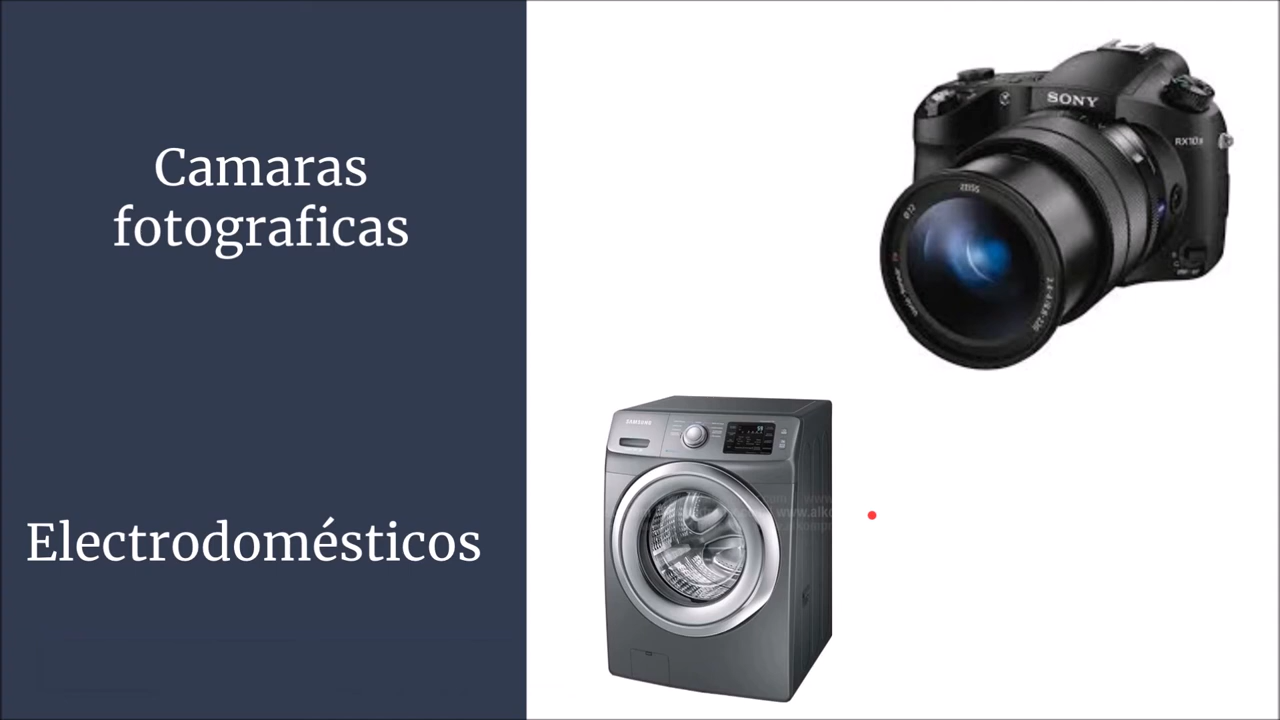 Camaras
fotograficas
Electrodomésticos
SONY
RX10
ZEISS
SAMSUNG